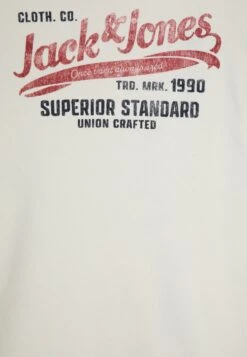 CLOTH. CO.
Jack & Jones
TRD. MRK. 1990
SUPERIOR STANDARD
UNION CRAFTED